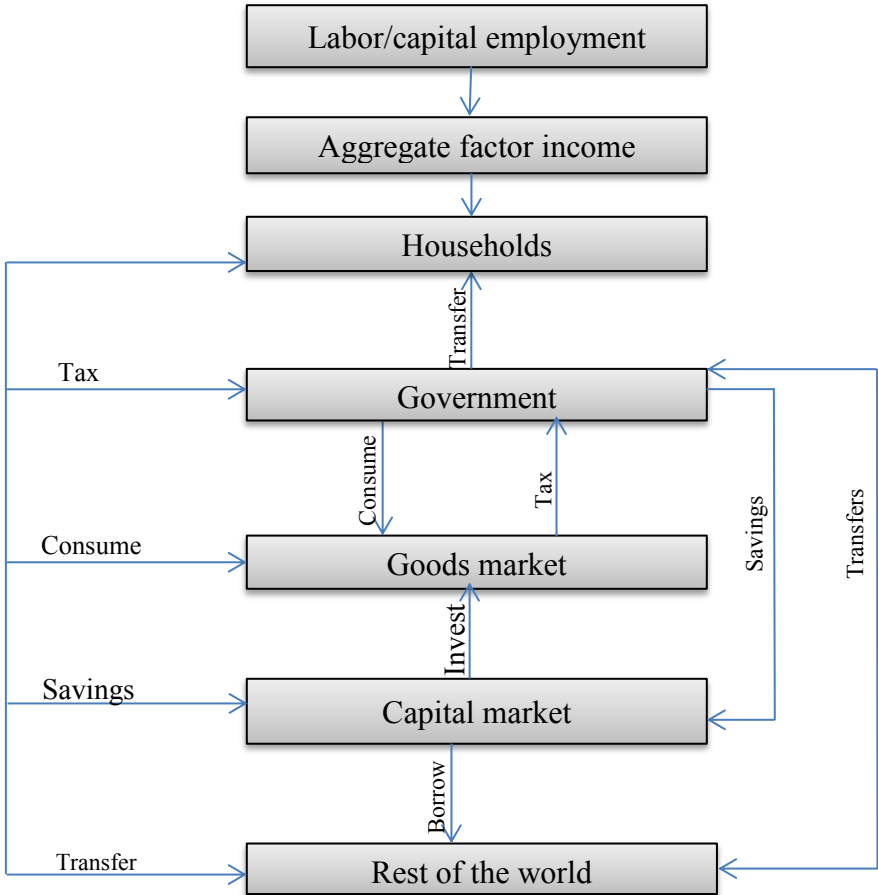 Labor/capital employment
Aggregate factor income
Households
Transfer
Tax
Government
Consume
Tax
Savings
Transfers
Consume
Goods market
Invest
Savings
Capital market
Borrow
Transfer
Rest of the world